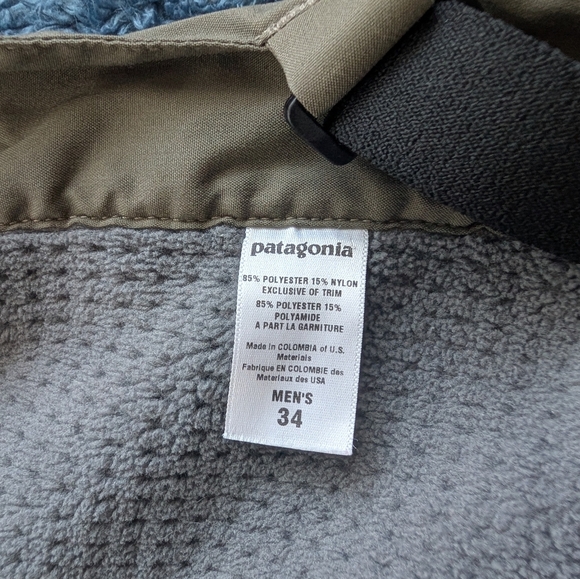 patagonia
85% POLYESTER 15% NYLON
EXCLUSIVE OF TRIM
85% POLYESTER 15%
POLYAMIDE
A PART LA GARNITURE
Made in COLOMBIA of U.S.
Materials
Fabrique EN COLOMBIE des
Materiaux des USA
MEN'S
34